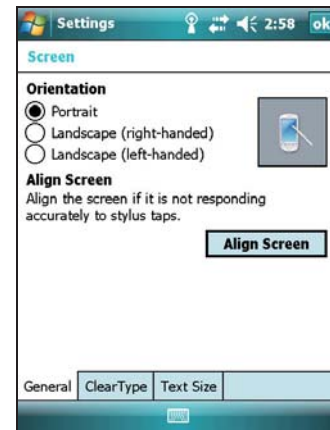 Settings 2:58 ok
Screen
Orientation
Portrait
Landscape (right-handed)
Landscape (left-handed)
Align Screen
Align the screen if it is not responding
accurately to stylus taps.
Align Screen
General ClearType Text Size